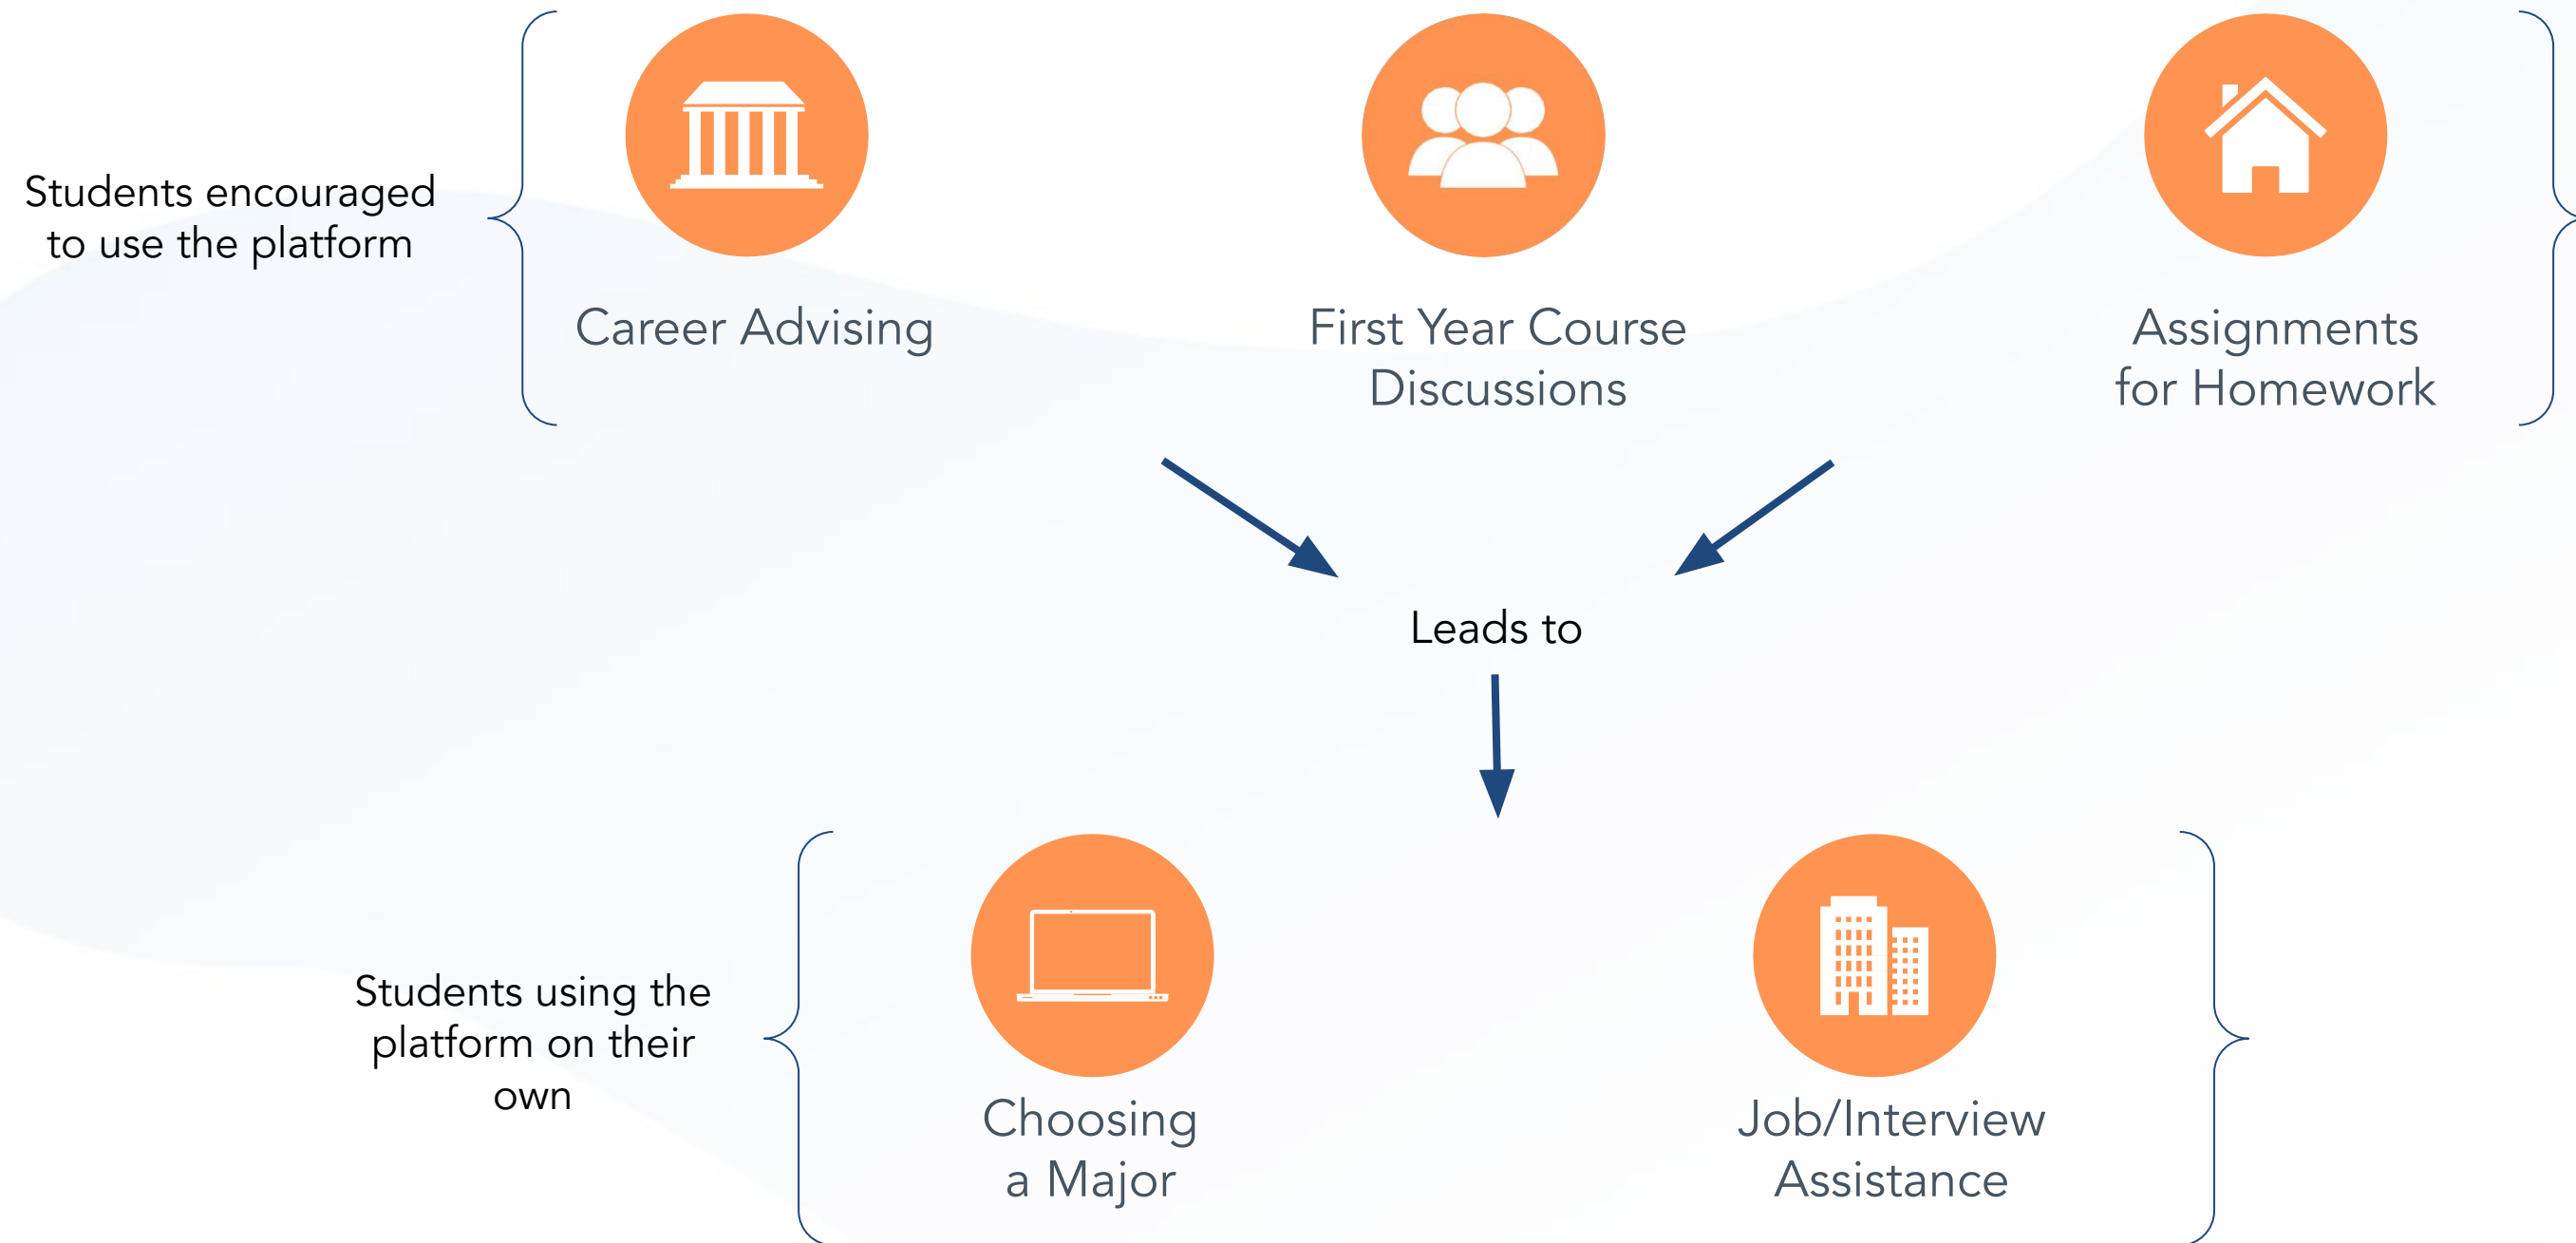 Students encouraged
to use the platform
Career Advising
First Year Course
Discussions
Assignments
for Homework
Leads to
Students using the
platform on their
own
Choosing
a Major
Job/Interview
Assistance